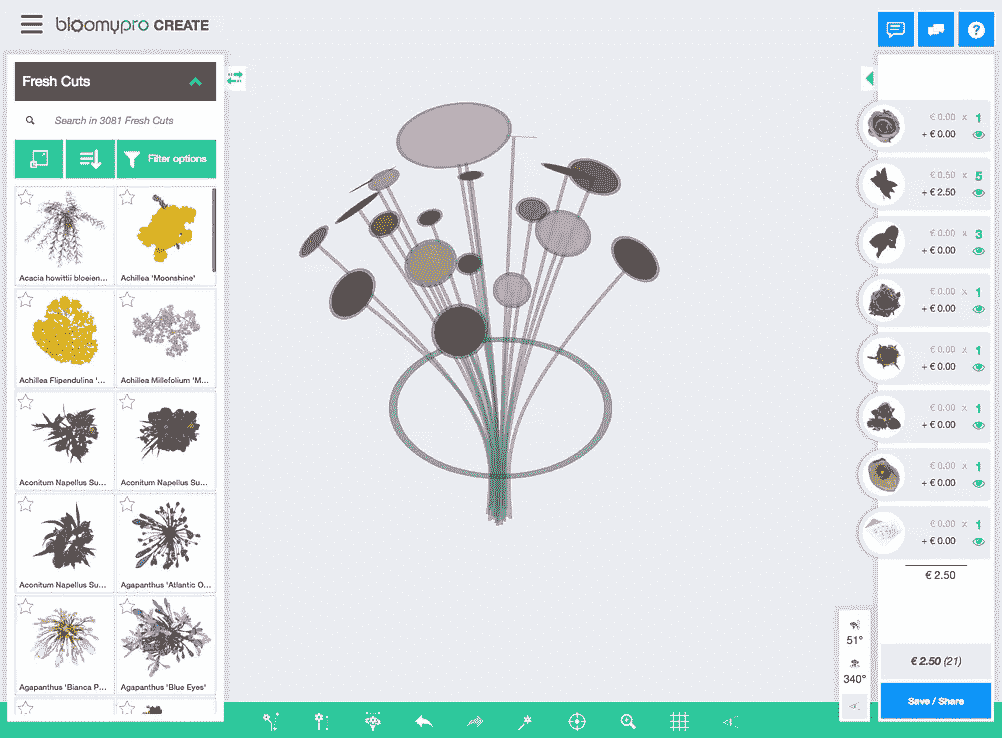 bloomypro CREATE
Fresh Cuts
Search in 3081 Fresh Cuts
Filter options
Acacia howittii bloeien...
Achillea 'Moonshine'
Achillea Flipendulina '...
Achillea Millefolium 'M...
Aconitum Napellus Su...
Aconitum Napellus Su...
Aconitum Napellus Su...
Agapanthus 'Atlantic O...
Agapanthus 'Bianca P...
Agapanthus 'Blue Eyes'
€ 0.00 x 1
+ € 0.00
€ 0.50 x 5
+ € 2.50
€ 0.00 x 3
+ € 0.00
€ 0.00 x 1
+ € 0.00
€ 0.00 x 1
+ € 0.00
€ 0.00 x 1
+ € 0.00
€ 0.00 x 1
+ € 0.00
€ 0.00 x 1
+ € 0.00
€ 2.50
51°
340°
€ 2.50 (21)
Save / Share